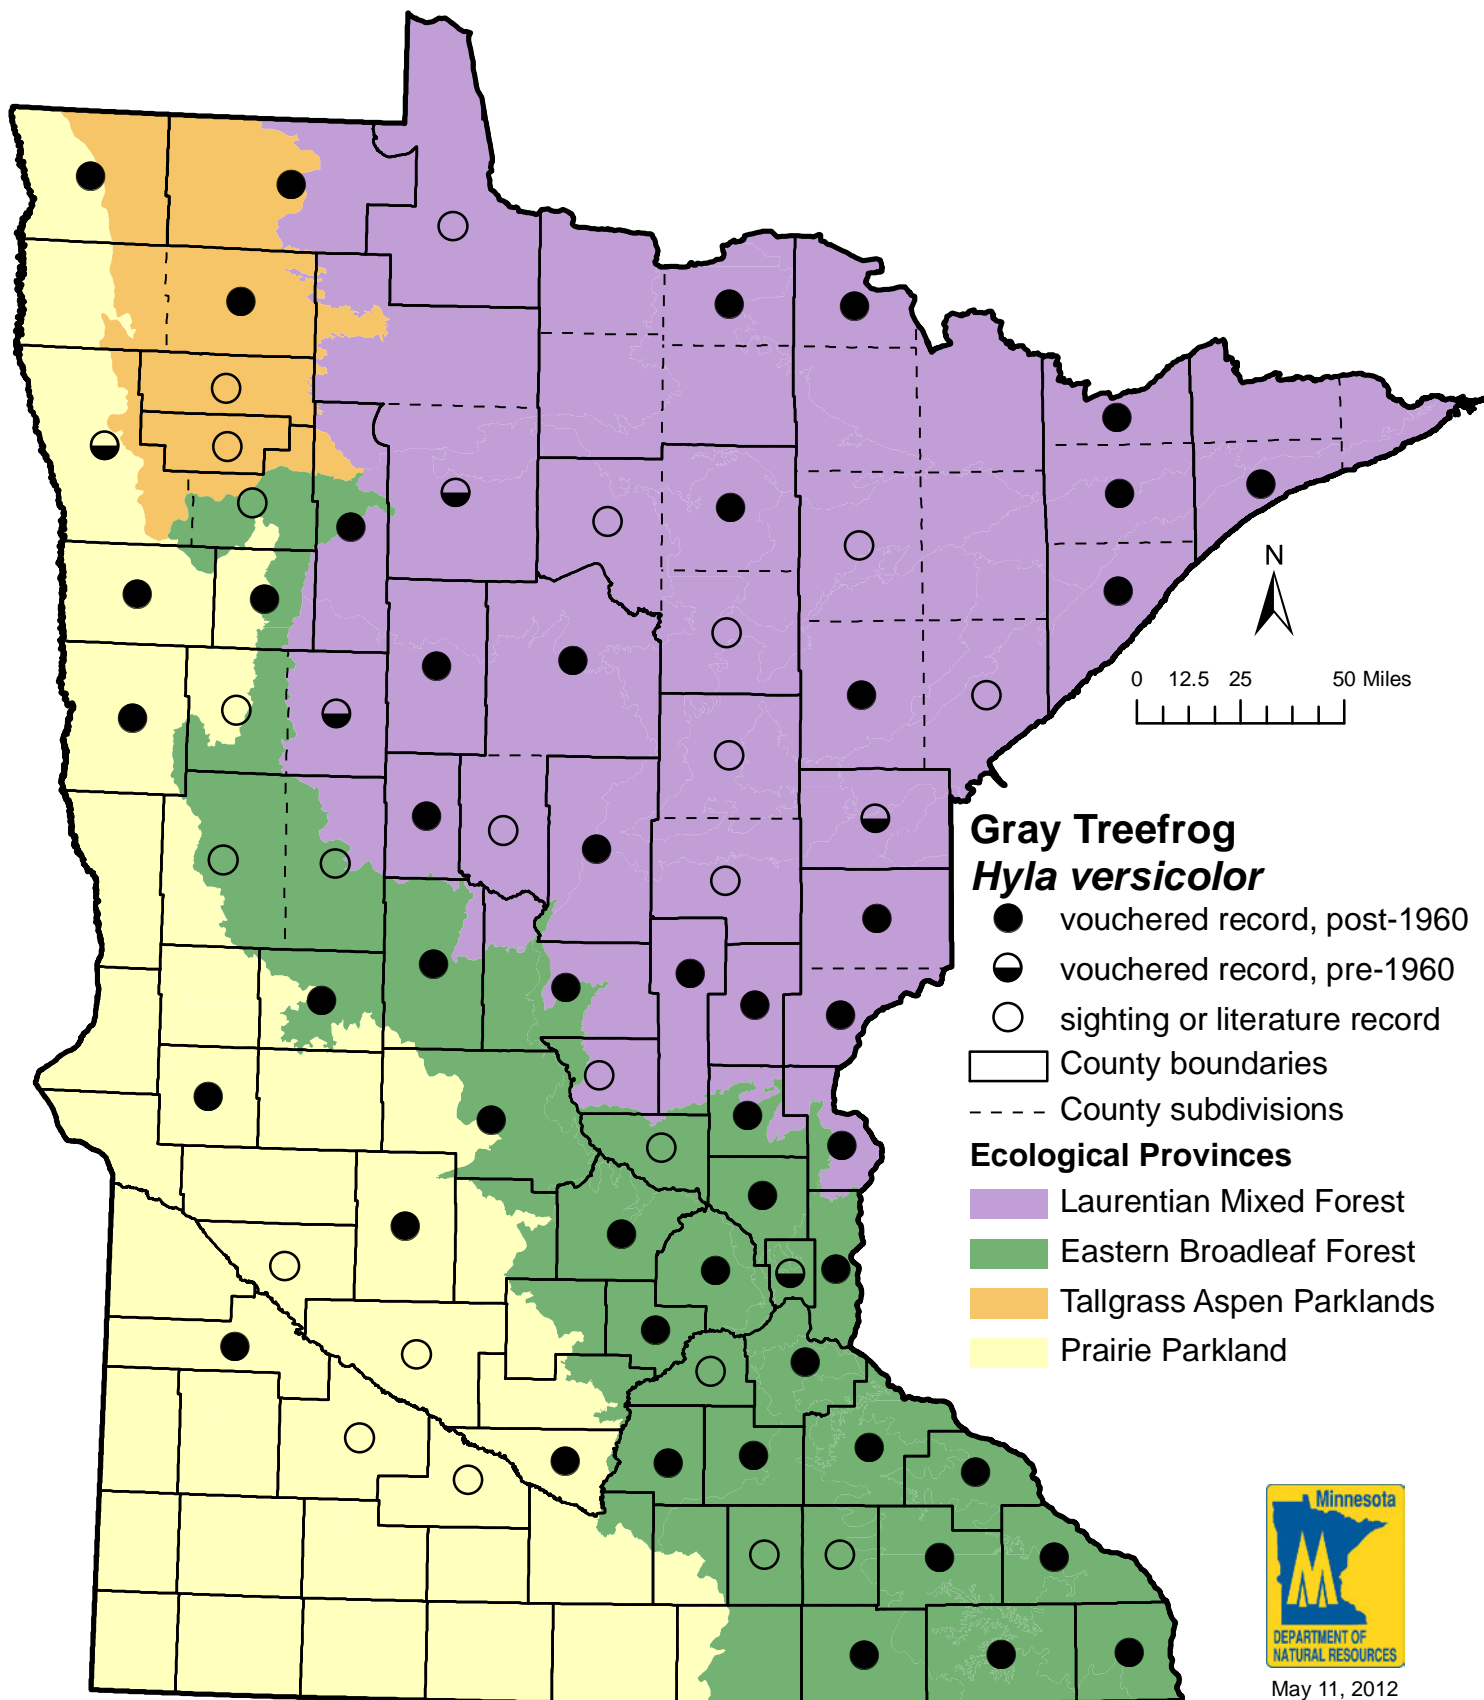 N
0 12.5 25 50 Miles
Gray Treefrog
Hyla versicolor
vouchered record, post-1960
vouchered record, pre-1960
sighting or literature record
County boundaries
County subdivisions
Ecological Provinces
Laurentian Mixed Forest
Eastern Broadleaf Forest
Tallgrass Aspen Parklands
Prairie Parkland
Minnesota
DEPARTMENT OF
NATURAL RESOURCES
May 11, 2012